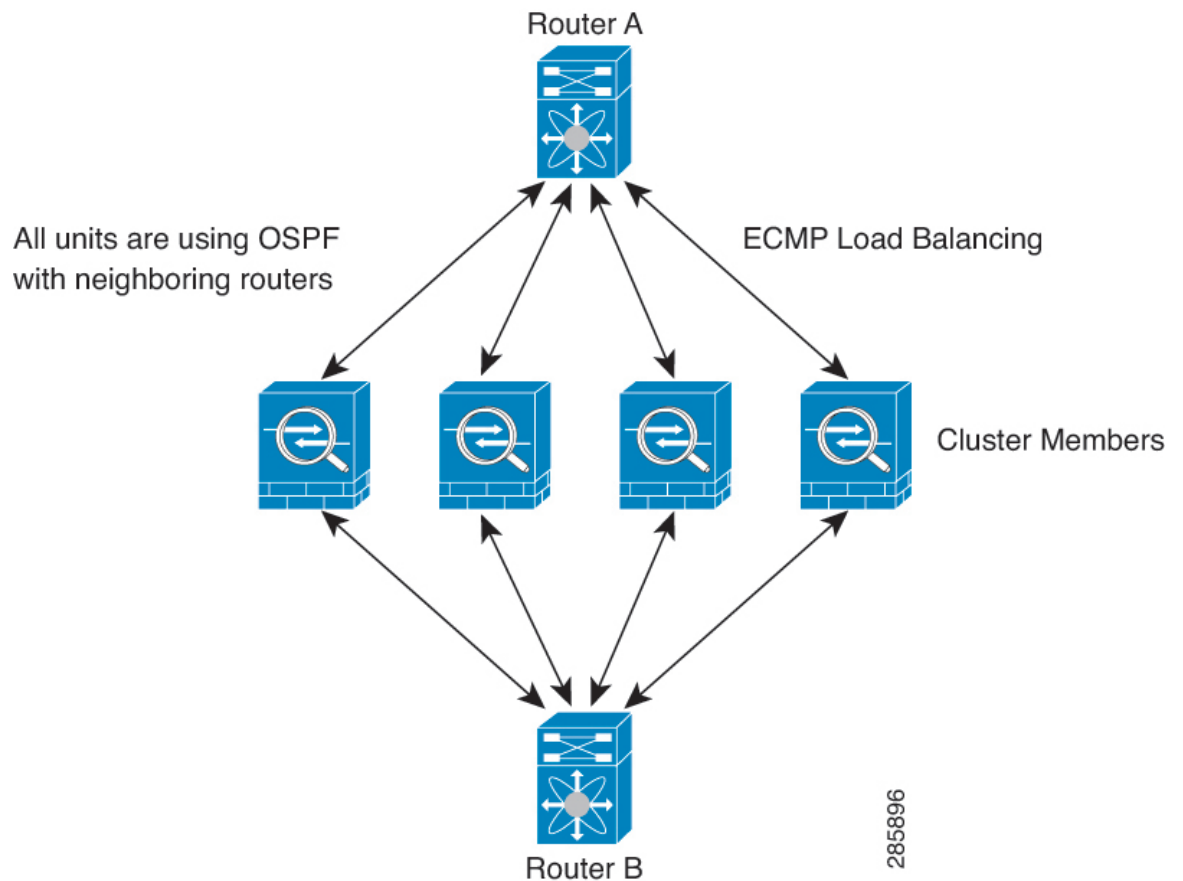 Router A
All units are using OSPF
with neighboring routers
ECMP Load Balancing
Cluster Members
285896
Router B